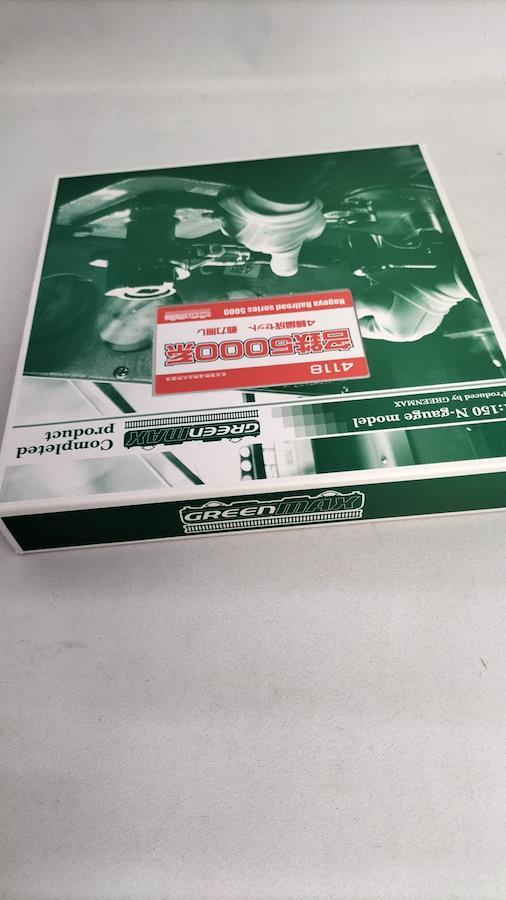 1:150 N-gauge model
Produced by GREENMAX
GREENMAX
Completed
product
4118
名鉄5000系
4輛編成セット 動力無し
Nagoya Railroad series 5000
GREENMAX